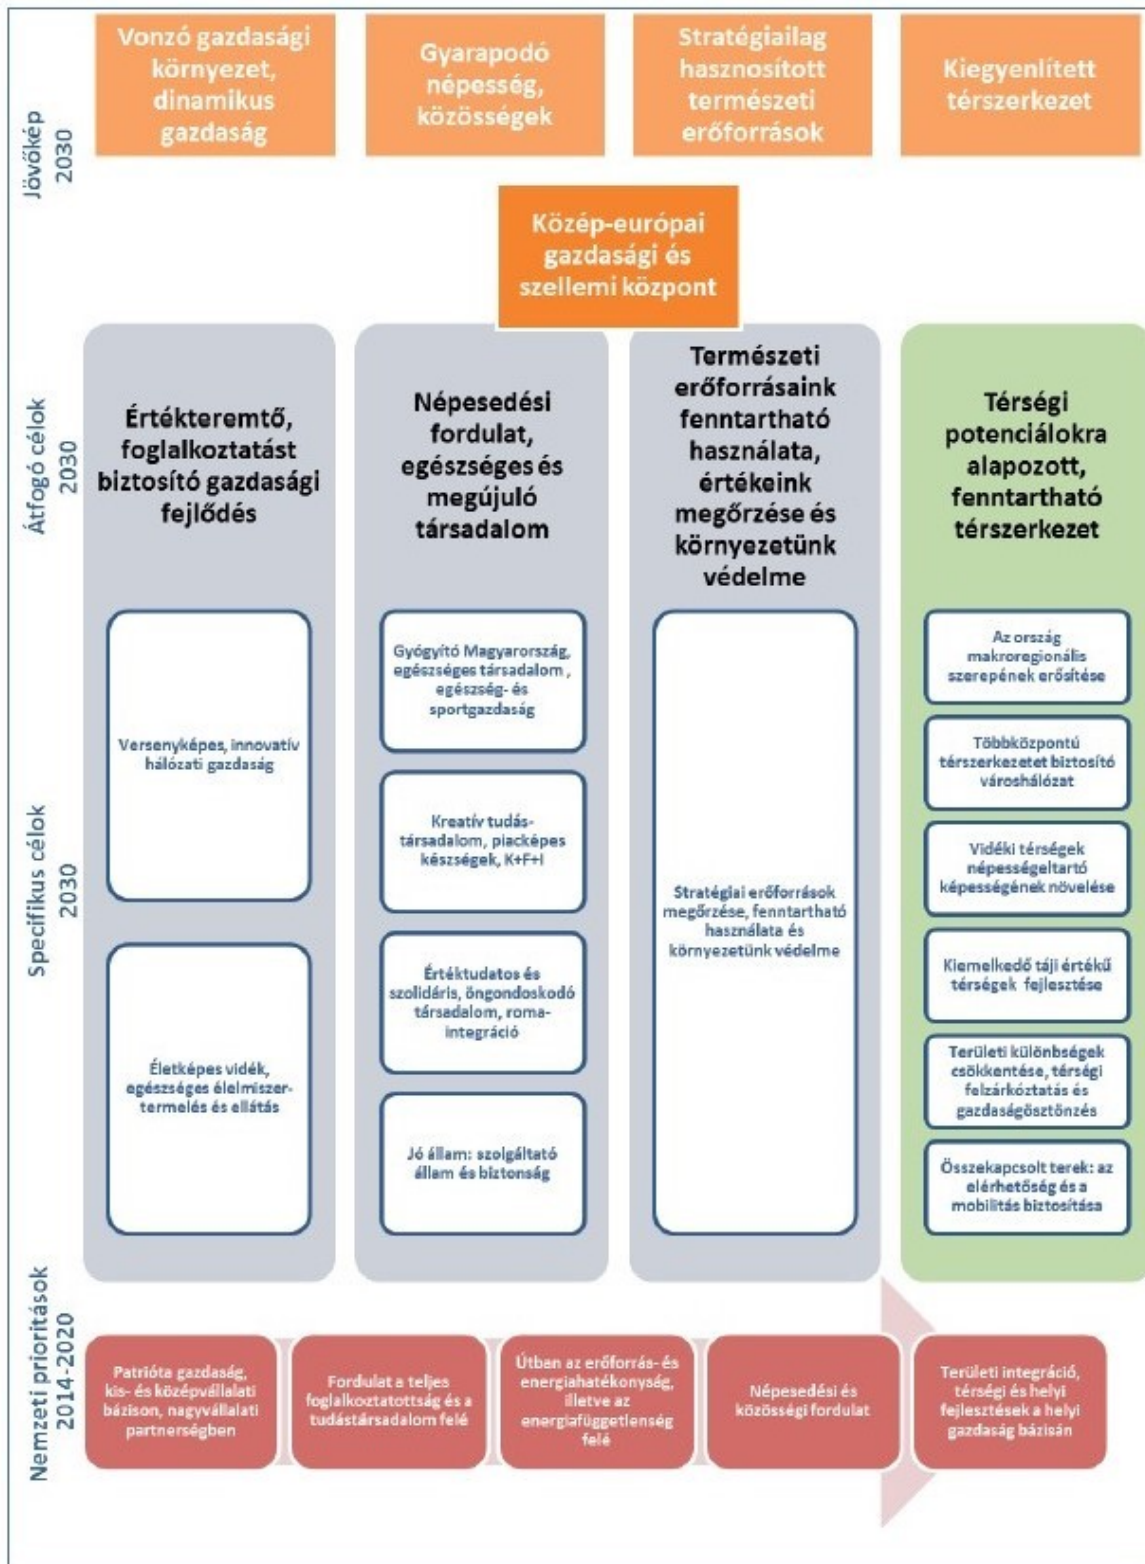 Jövőkép
2030
Vonzó gazdasági
környezet,
dinamikus
gazdaság
Gyarapodó
népesség,
közösségek
Stratégiailag
hasznosított
természeti
erőforrások
Kiegyenlített
térszerkezet
Közép-európai
gazdasági és
szellemi központ
Átfogó célok
2030
Értékteremtő,
foglalkoztatást
biztosító gazdasági
fejlődés
Népesedési
fordulat,
egészséges és
megújuló
társadalom
Természeti
erőforrásaink
fenntartható
használata,
értékeink
megőrzése és
környezetünk
védelme
Térségi
potenciálokra
alapozott,
fenntartható
térszerkezet
Specifikus célok
2030
Versenyképes, innovatív
hálózati gazdaság
Életképes vidék,
egészséges élelmiszer-
termelés és ellátás
Gyógyító Magyarország,
egészséges társadalom ,
egészség- és
sportgazdaság
Kreatív tudás-
társadalom, piacképes
készségek, K+F+I
Értéktudatos és
szolidáris, öngondoskodó
társadalom, roma-
integráció
Jó állam: szolgáltató
állam és biztonság
Stratégiai erőforrások
megőrzése, fenntartható
használata és
környezetünk védelme
Az ország
makroregionális
szerepének erősítése
Többközpontú
térszerkezetet biztosító
városhálózat
Vidéki térségek
népességeltartó
képességének növelése
Kiemelkedő táji értékű
térségek fejlesztése
Területi különbségek
csökkentése, térségi
felzárkóztatás és
gazdaságösztönzés
Összekapcsolt terek: az
elérhetőség és a
mobilitás biztosítása
Nemzeti prioritások
2014-2020
Patrióta gazdaság,
kis- és középvállalati
bázison, nagyvállalati
partnerségben
Fordulat a teljes
foglalkoztatottság és a
tudástársadalom felé
Útban az erőforrás- és
energiahatékonyság,
illetve az
energiafüggetlenség
felé
Népesedési és
közösségi fordulat
Területi integráció,
térségi és helyi
fejlesztések a helyi
gazdaság bázisán